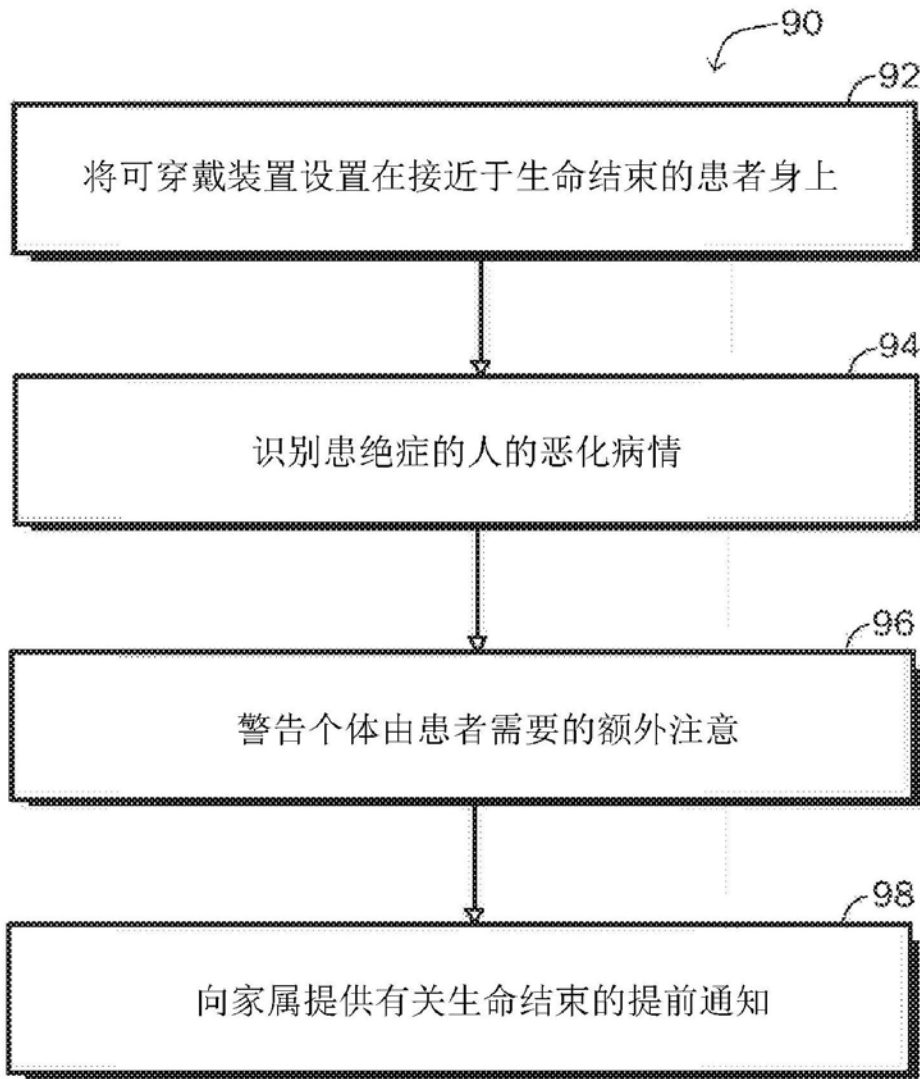 90
92
将可穿戴装置设置在接近于生命结束的患者身上
94
识别患绝症的人的恶化病情
96
警告个体由患者需要的额外注意
98
向家属提供有关生命结束的提前通知